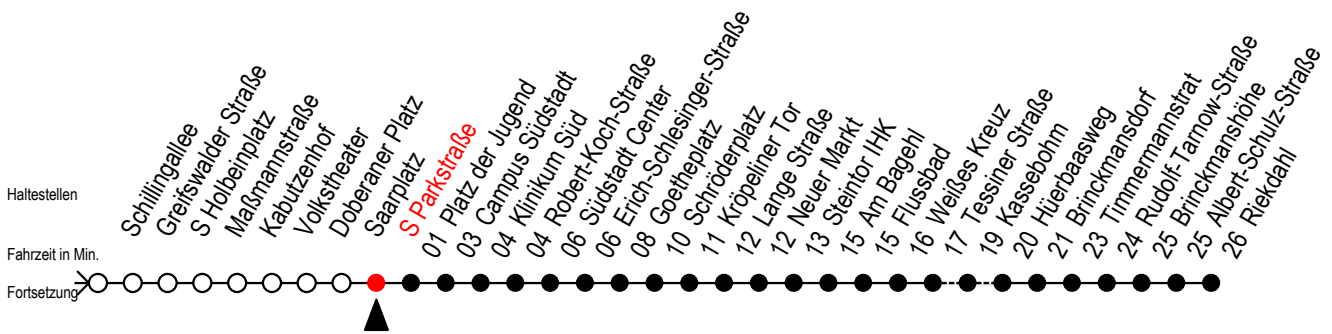 Haltestellen
Fahrzeit in Min.
Fortsetzung
Schillingallee
Greifswalder Straße
S Holbeinplatz
Maßmannstraße
Kabutzenhof
Volkstheater
Doberaner Platz
Saarplatz
S Parkstraße
01 Platz der Jugend
03 Campus Südstadt
04 Klinikum Süd
04 Robert-Koch-Straße
06 Südstadt Center
06 Erich-Schlesinger-Straße
08 Goetheplatz
10 Schröderplatz
11 Kröpeliner Tor
12 Lange Straße
12 Neuer Markt
13 Steintor IHK
15 Am Bagehl
15 Flussbad
16 Weißes Kreuz
17 Tessiner Straße
19 Kassebohm
20 Hüerbaasweg
21 Brinckmansdorf
23 Timmermannstrat
24 Rudolf-Tarnow-Straße
25 Brinckmanshöhe
25 Albert-Schulz-Straße
26 Riekdahl